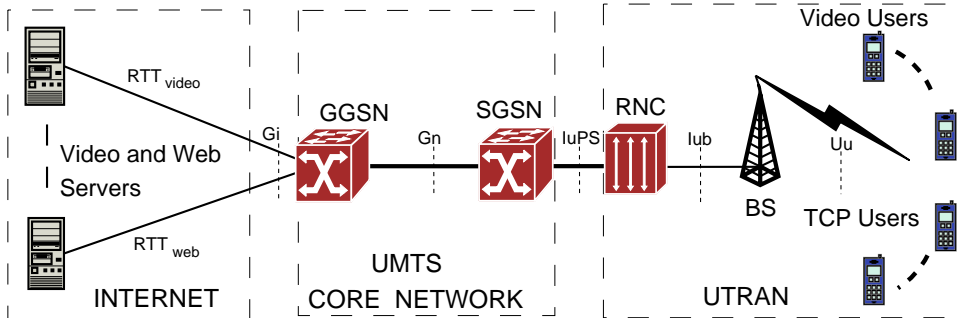 Video Users
RTT video
GGSN
SGSN
RNC
Gi
Gn
IuPS
Iub
Uu
Video and Web
Servers
BS
TCP Users
RTT web
UMTS
INTERNET
CORE NETWORK
UTRAN